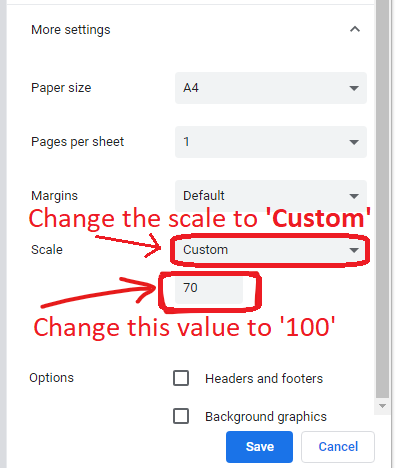 More settings
Paper size A4
Pages per sheet 1
Margins Default
Change the scale to 'Custom'
Scale Custom
70
Change this value to '100'
Options Headers and footers
Background graphics
Save Cancel